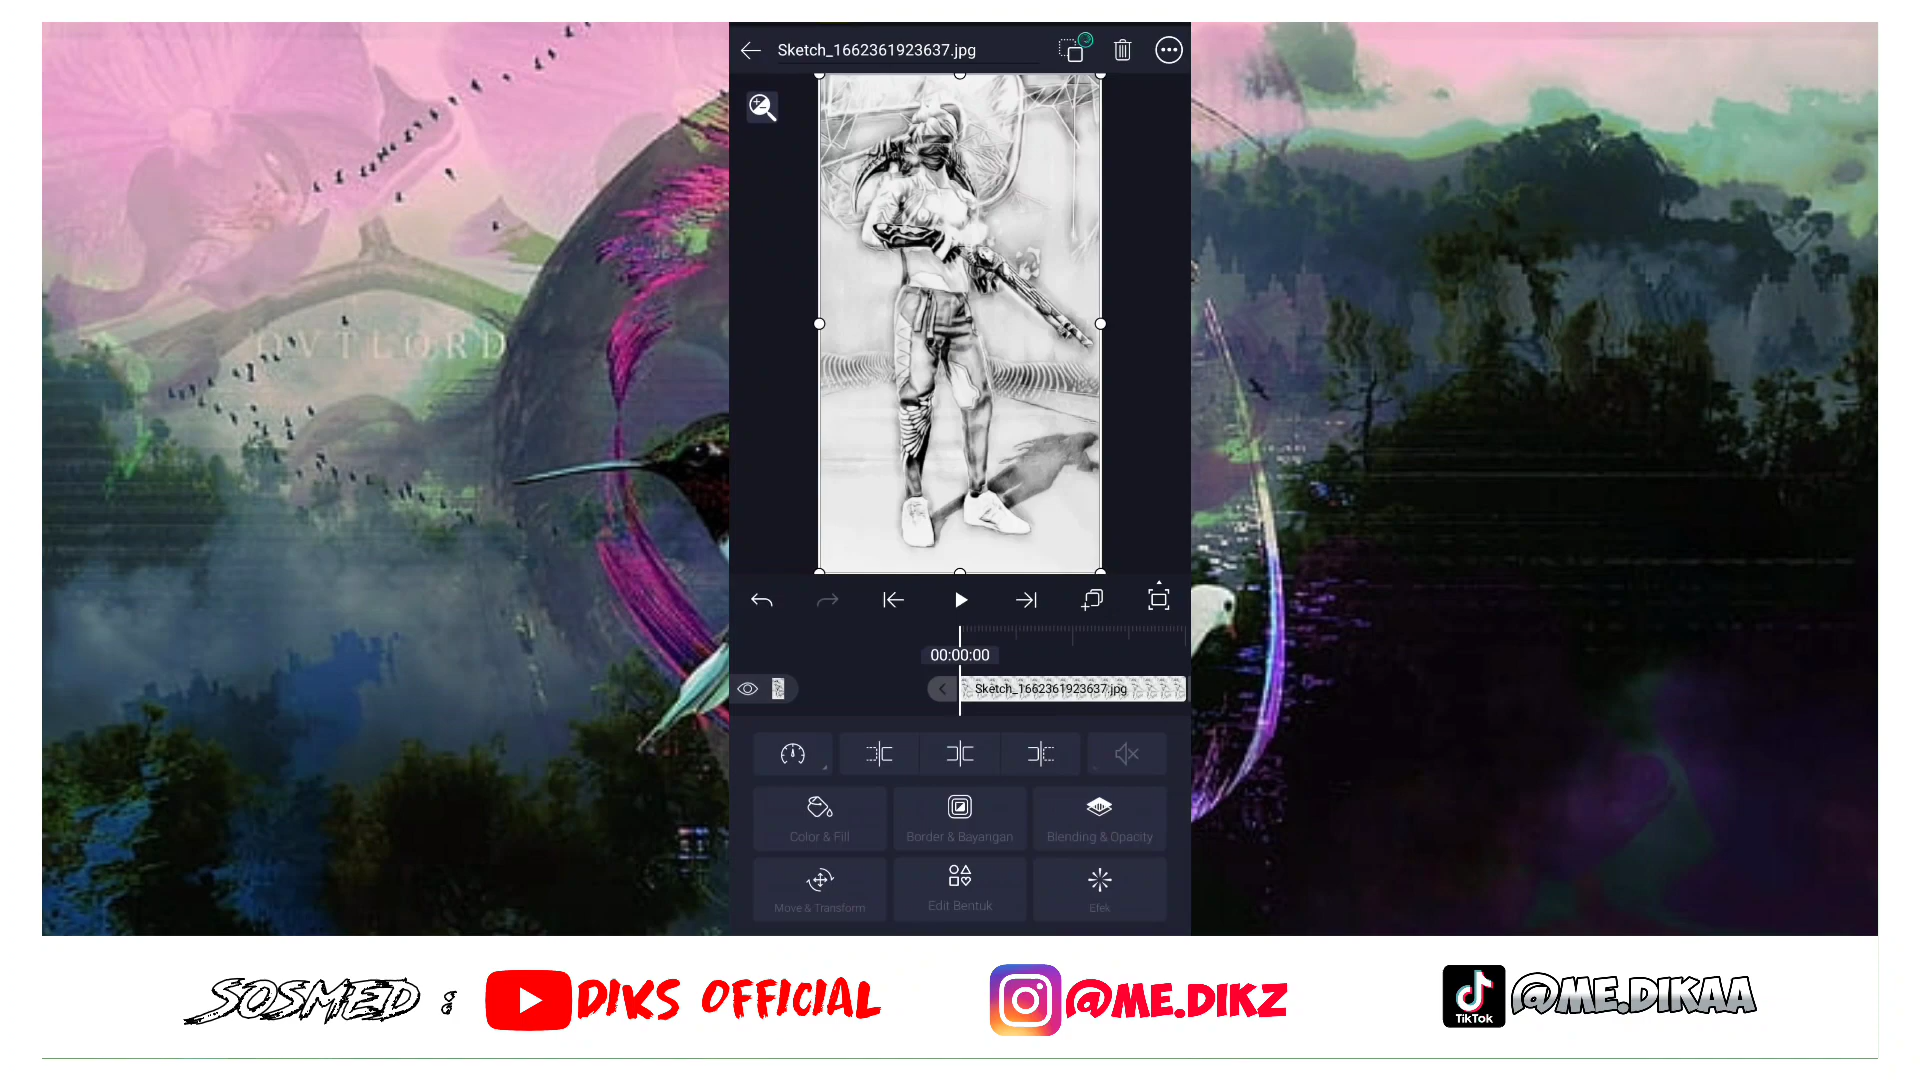 Sketch_1662361923637.jpg
OVTLORD
00:00:00
Sketch_1662361923637.jpg
Color & Fill
Border & Bayangan
Blending & Opacity
Move & Transform
Edit Bentuk
Efek
SOSMED :
DIKS OFFICIAL
@ME.DIKZ
TikTok
@ME.DIKAA